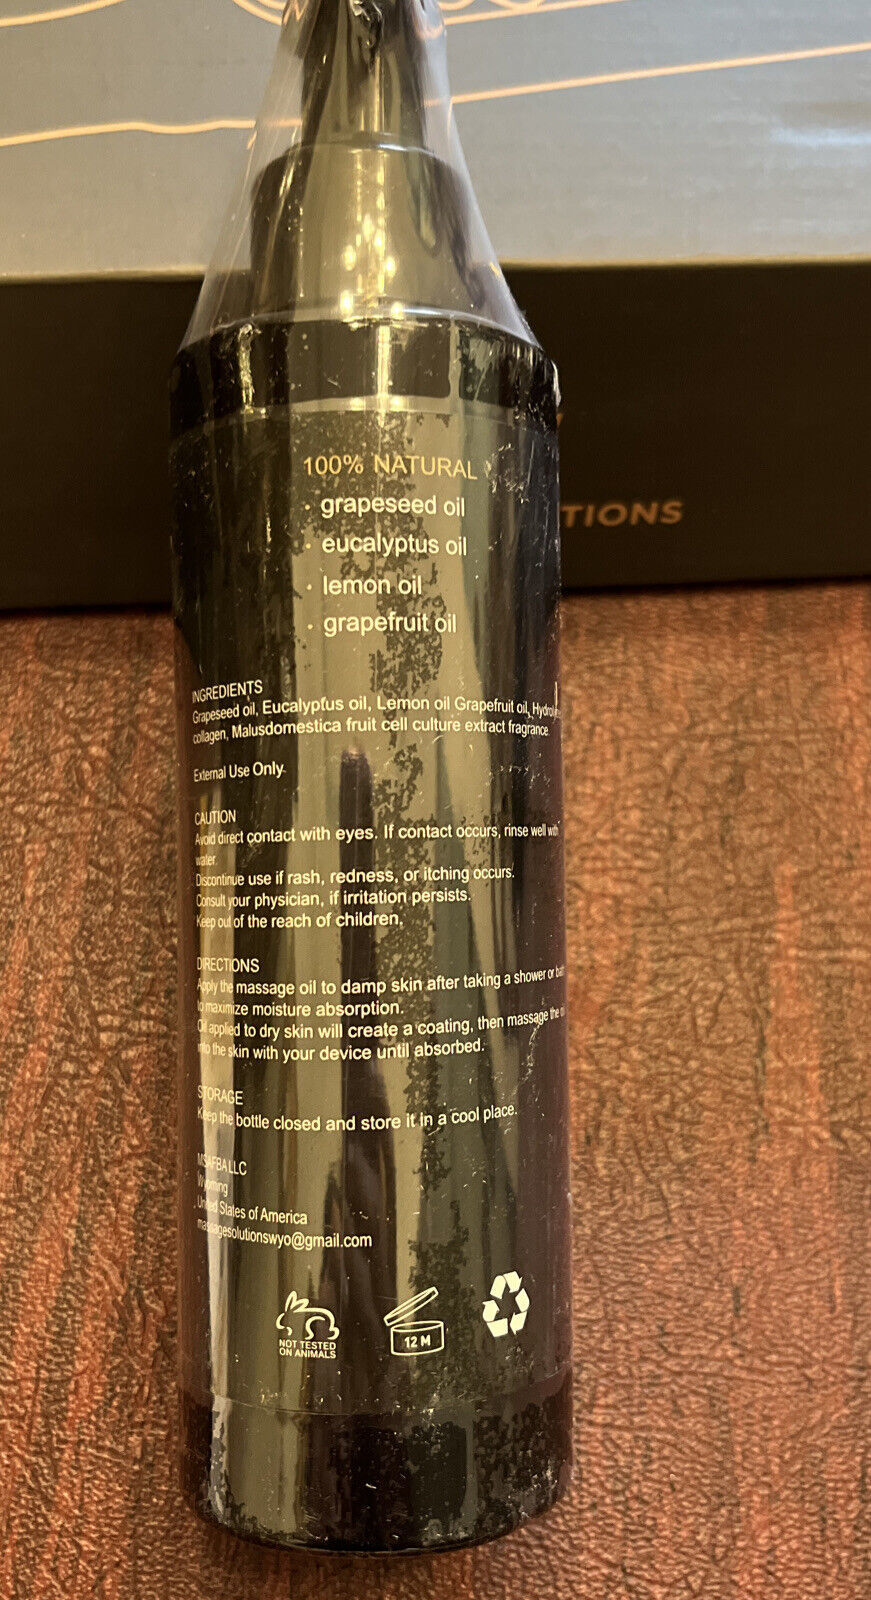 TIONS
100% NATURAL
· grapeseed oil
· eucalyptus oil
· lemon oil
· grapefruit oil
INGREDIENTS
Grapeseed oil, Eucalyptus oil, Lemon oil Grapefruit oil,
collagen, Malusdomestica fruit cell culture extract fragrance
External Use Only
CAUTION
Avoid direct contact with eyes. If contact occurs, rinse well with
water.
Discontinue use if rash, redness, or itching occurs.
Consult your physician, if irritation persists.
Keep out of the reach of children.
DIRECTIONS
Apply the massage oil to damp skin after taking a shower or
to maximize moisture absorption.
Oil applied to dry skin will create a coating, then massage the
into the skin with your device until absorbed.
STORAGE
Keep the bottle closed and store it in a cool place.
MSAFBA LLC
Wyoming
United States of America
massagesolutionswyo@gmail.com
NOT TESTED
ON ANIMALS
12 M